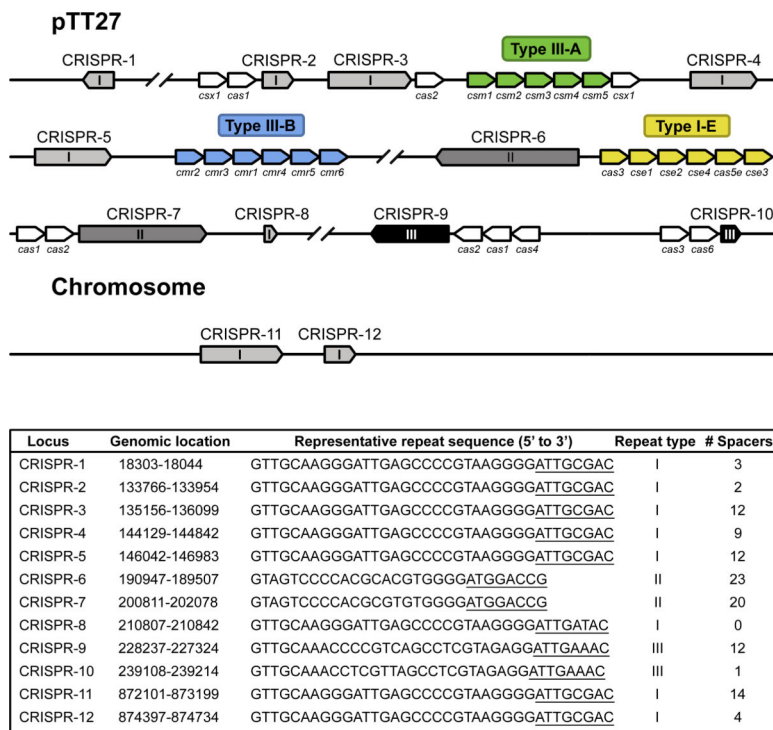 pTT27
Type III-A
CRISPR-1 CRISPR-2 CRISPR-3 CRISPR-4
I I I I
csx1 cas1 cas2 csm1 csm2 csm3 csm4 csm5 csx1
Type III-B Type I-E
CRISPR-5 CRISPR-6
I II
cmr2 cmr3 cmr1 cmr4 cmr5 cmr6 cas3 cse1 cse2 cse4 cas5e cse3
CRISPR-7 CRISPR-8 CRISPR-9 CRISPR-10
II I III III
cas1 cas2 cas2 cas1 cas4 cas3 cas6
Chromosome
CRISPR-11 CRISPR-12
I I
Locus Genomic location Representative repeat sequence (5' to 3') Repeat type # Spacers
CRISPR-1 18303-18044 GTTGCAAGGGATTGAGCCCCGTAAGGGGATTGCGAC I 3
CRISPR-2 133766-133954 GTTGCAAGGGATTGAGCCCCGTAAGGGGATTGCGAC I 2
CRISPR-3 135156-136099 GTTGCAAGGGATTGAGCCCCGTAAGGGGATTGCGAC I 12
CRISPR-4 144129-144842 GTTGCAAGGGATTGAGCCCCGTAAGGGGATTGCGAC I 9
CRISPR-5 146042-146983 GTTGCAAGGGATTGAGCCCCGTAAGGGGATTGCGAC I 12
CRISPR-6 190947-189507 GTAGTCCCCACGCACGTGGGGATGGACCG II 23
CRISPR-7 200811-202078 GTAGTCCCCACGCGTGTGGGGATGGACCG II 20
CRISPR-8 210807-210842 GTTGCAAGGGATTGAGCCCCGTAAGGGGATTGATAC I 0
CRISPR-9 228237-227324 GTTGCAAACCCCGTCAGCCTCGTAGAGGATTGAAAC III 12
CRISPR-10 239108-239214 GTTGCAAACCTCGTTAGCCTCGTAGAGGATTGAAAC III 1
CRISPR-11 872101-873199 GTTGCAAGGGATTGAGCCCCGTAAGGGGATTGCGAC I 14
CRISPR-12 874397-874734 GTTGCAAGGGATTGAGCCCCGTAAGGGGATTGCGAC I 4